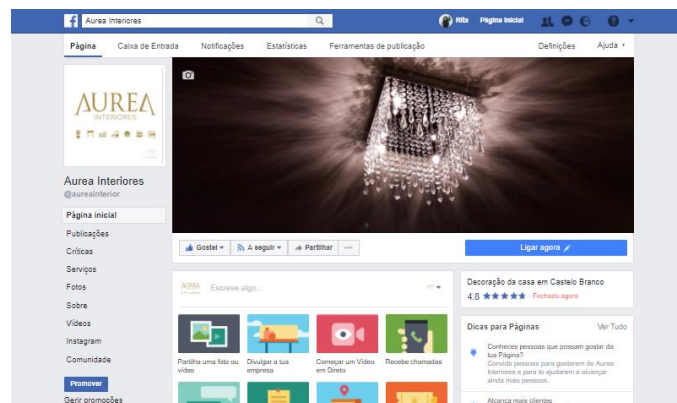 Aurea Interiores
Rita Página Inicial
Página Caixa de Entrada Notificações Estatísticas Ferramentas de publicação Definições Ajuda
AUREA
INTERIORES
Aurea Interiores
@aureainterior
Página inicial
Publicações
Críticas
Serviços
Fotos
Sobre
Vídeos
Instagram
Comunidade
Promover
Gerir promoções
Gostei A seguir Partilhar
Ligar agora
AUREA
Escreve algo...
Partilha uma foto ou
vídeo
Divulgar a tua
empresa
Começar um Vídeo
em Direto
Recebe chamadas
Decoração da casa em Castelo Branco
4,8 Fechado agora
Dicas para Páginas Ver Tudo
Conheces pessoas que possam gostar da
tua Página?
Convida pessoas para gostarem de Aurea
Interiores e para te ajudarem a alcançar
ainda mais pessoas.
Alcança mais clientes